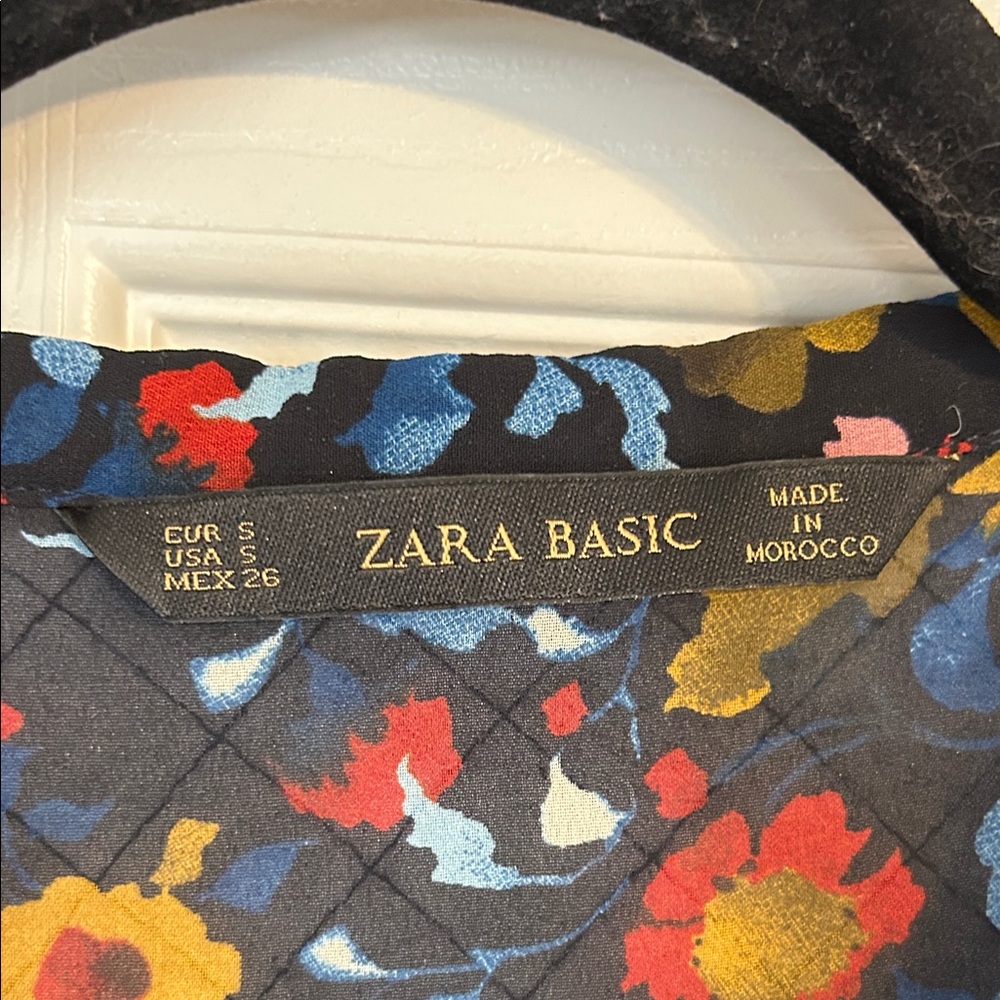 EUR S
USA S
MEX 26
ZARA BASIC
MADE
IN
MOROCCO